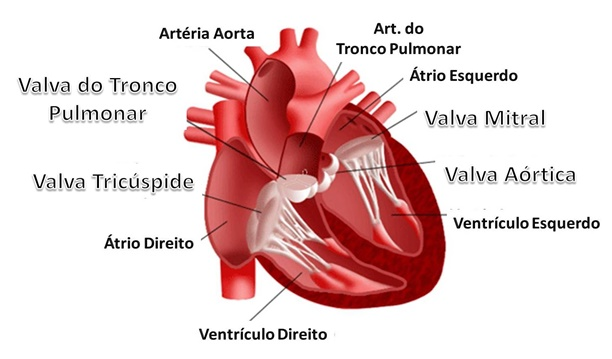 Artéria Aorta
Art. do
Tronco Pulmonar
Átrio Esquerdo
Valva do Tronco
Pulmonar
Valva Mitral
Valva Tricúspide
Valva Aórtica
Ventrículo Esquerdo
Átrio Direito
Ventrículo Direito